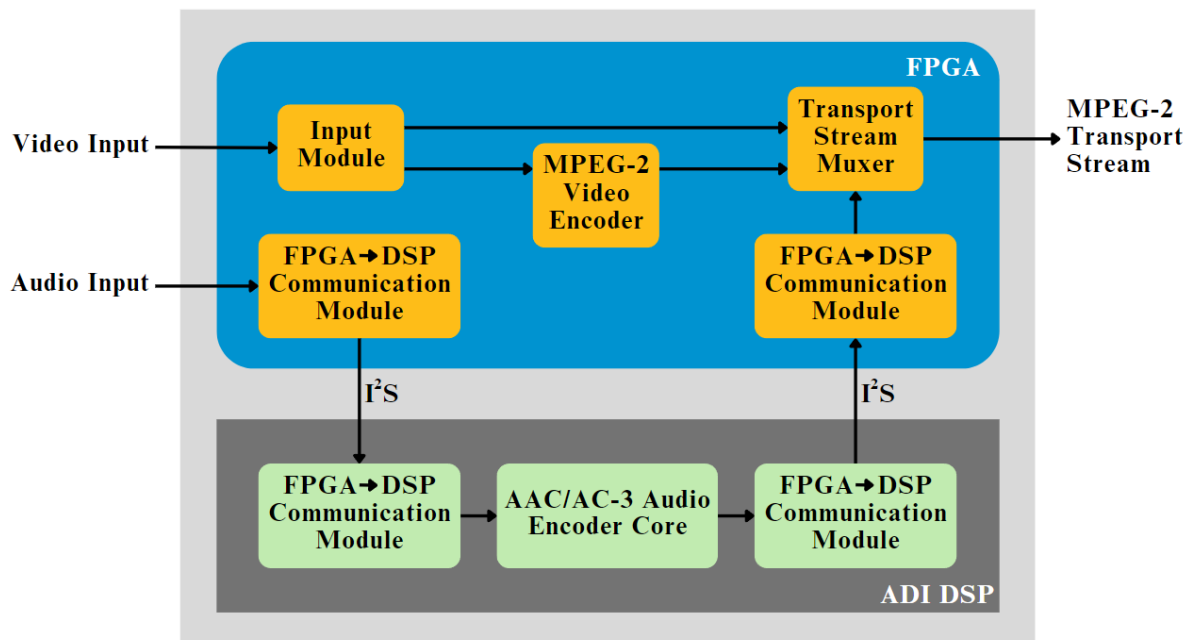 FPGA
Video Input
Input
Module
MPEG-2
Video
Encoder
Transport
Stream
Muxer
MPEG-2
Transport
Stream
Audio Input
FPGA→DSP
Communication
Module
FPGA→DSP
Communication
Module
I²S
I²S
FPGA→DSP
Communication
Module
AAC/AC-3 Audio
Encoder Core
FPGA→DSP
Communication
Module
ADI DSP